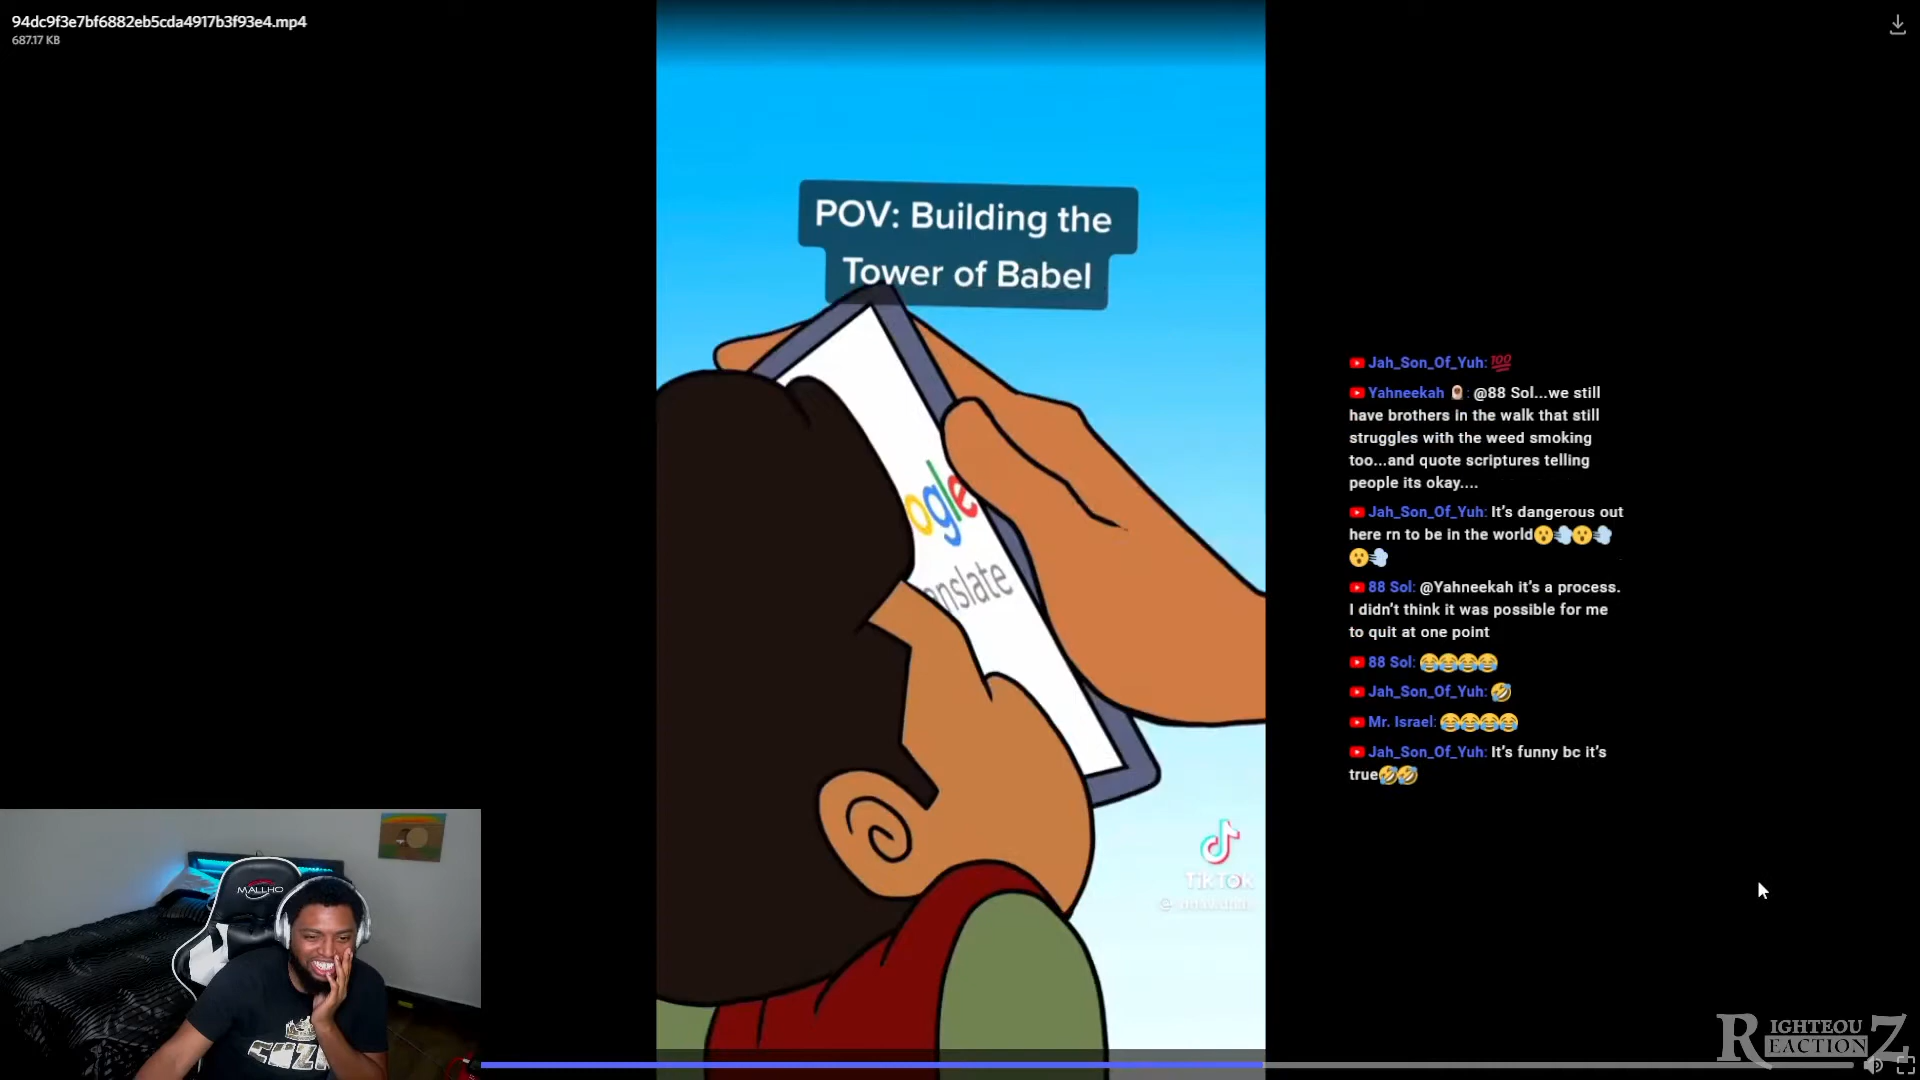 94dc9f3e7bf6882eb5cda4917b3f93e4.mp4
687.17 KB
POV: Building the
Tower of Babel
ogle
nslate
TikTok
Jah_Son_Of_Yuh: 💯
Yahneekah : @88 Sol...we still
have brothers in the walk that still
struggles with the weed smoking
too...and quote scriptures telling
people its okay....
Jah_Son_Of_Yuh: It's dangerous out
here rn to be in the world😮‍💨😮‍💨
😮‍💨
88 Sol: @Yahneekah it's a process.
I didn't think it was possible for me
to quit at one point
88 Sol: 😂😂😂😂
Jah_Son_Of_Yuh: 🤣
Mr. Israel: 😂😂😂😂
Jah_Son_Of_Yuh: It's funny bc it's
true🤣🤣
MALLHO
RIGHTEOUZ
REACTIONZ